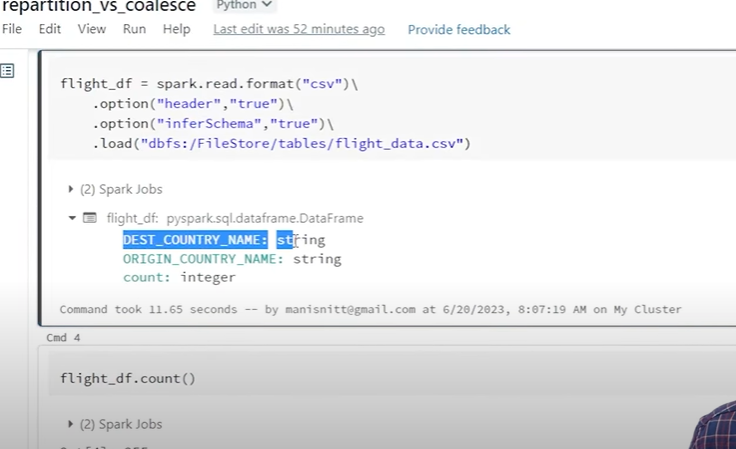 repartition_vs_coalesce Python
File Edit View Run Help Last edit was 52 minutes ago Provide feedback
flight_df = spark.read.format("csv")\
.option("header","true")\
.option("inferSchema","true")\
.load("dbfs:/FileStore/tables/flight_data.csv")
(2) Spark Jobs
flight_df: pyspark.sql.dataframe.DataFrame
DEST_COUNTRY_NAME: string
ORIGIN_COUNTRY_NAME: string
count: integer
Command took 11.65 seconds -- by manisnitt@gmail.com at 6/20/2023, 8:07:19 AM on My Cluster
Cmd 4
flight_df.count()
(2) Spark Jobs